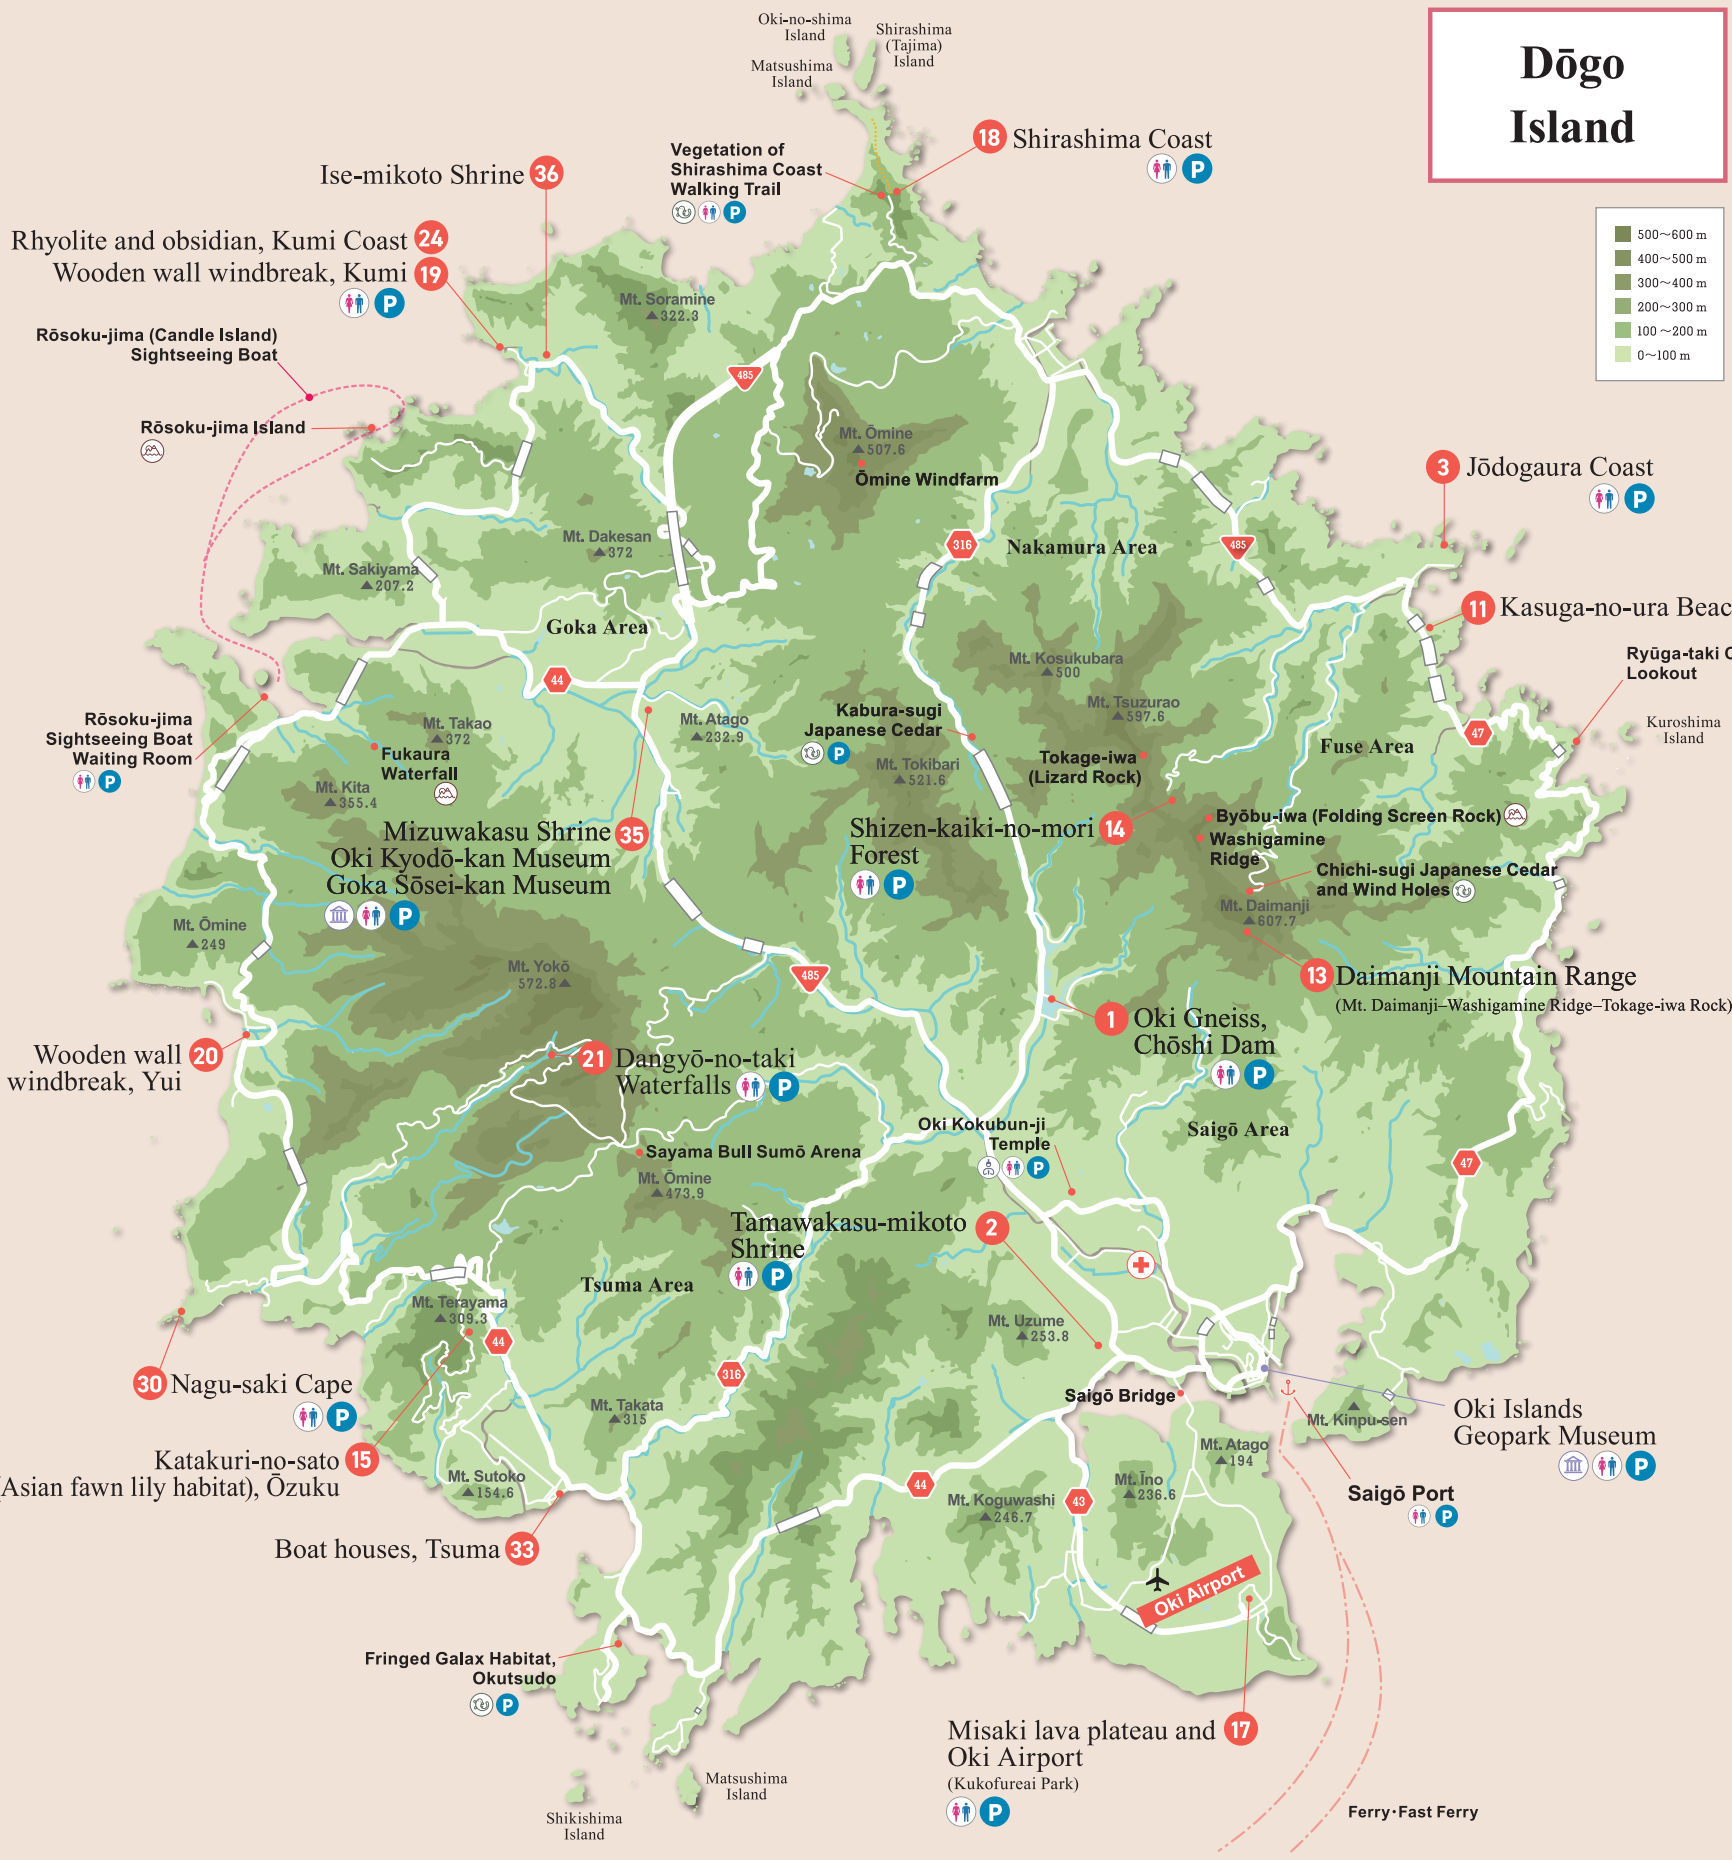 Dōgo
Island
500~600 m
400~500 m
300~400 m
200~300 m
100~200 m
0~100 m
Oki-no-shima
Island
Shirashima
(Tajima)
Island
Matsushima
Island
18 Shirashima Coast
P
Vegetation of
Shirashima Coast
Walking Trail
P
Ise-mikoto Shrine 36
Rhyolite and obsidian, Kumi Coast 24
Wooden wall windbreak, Kumi 19
P
Rōsoku-jima (Candle Island)
Sightseeing Boat
Rōsoku-jima Island
Mt. Soramine
322.3
485
Mt. Ōmine
507.6
Ōmine Windfarm
3 Jōdogaura Coast
P
Mt. Dakesan
372
316
Nakamura Area
485
Mt. Sakiyama
207.2
Goka Area
11 Kasuga-no-ura Beac
Ryūga-taki
Lookout
Mt. Kosukubara
500
44
Mt. Tsuzurao
597.6
Kabura-sugi
Japanese Cedar
P
Mt. Atago
232.9
Mt. Takao
372
Rōsoku-jima
Sightseeing Boat
Waiting Room
P
Fukaura
Waterfall
Kuroshima
Island
47
Fuse Area
Tokage-iwa
(Lizard Rock)
Mt. Tokibari
521.6
Mt. Kita
355.4
Mizuwakasu Shrine 35
Oki Kyodō-kan Museum
Goka Sōsei-kan Museum
P
Shizen-kaiki-no-mori 14
Forest
P
Byōbu-iwa (Folding Screen Rock)
Washigamine
Ridge
Chichi-sugi Japanese Cedar
and Wind Holes
Mt. Daimanji
607.7
Mt. Ōmine
249
Mt. Yokō
572.8
485
13 Daimanji Mountain Range
(Mt. Daimanji–Washigamine Ridge–Tokage-iwa Rock)
1 Oki Gneiss,
Chōshi Dam
P
Wooden wall 20
windbreak, Yui
21 Dangyō-no-taki
Waterfalls P
Oki Kokubun-ji
Temple
P
Saigō Area
Sayama Bull Sumō Arena
Mt. Ōmine
473.9
47
Tamawakasu-mikoto 2
Shrine
P
Tsuma Area
Mt. Terayama
309.3
Mt. Uzume
253.8
44
316
30 Nagu-saki Cape
P
Saigō Bridge
Mt. Kinpu-sen
Oki Islands
Geopark Museum
P
Mt. Takata
315
Mt. Atago
194
Katakuri-no-sato 15
(Asian fawn lily habitat), Ōzuku
Mt. Sutoko
154.6
44
Mt. Koguwashi
246.7
43
Mt. Īno
236.6
Saigō Port
P
Boat houses, Tsuma 33
Oki Airport
Fringed Galax Habitat,
Okutsudo
P
Misaki lava plateau and 17
Oki Airport
(Kukofureai Park)
P
Matsushima
Island
Shikishima
Island
Ferry･Fast Ferry